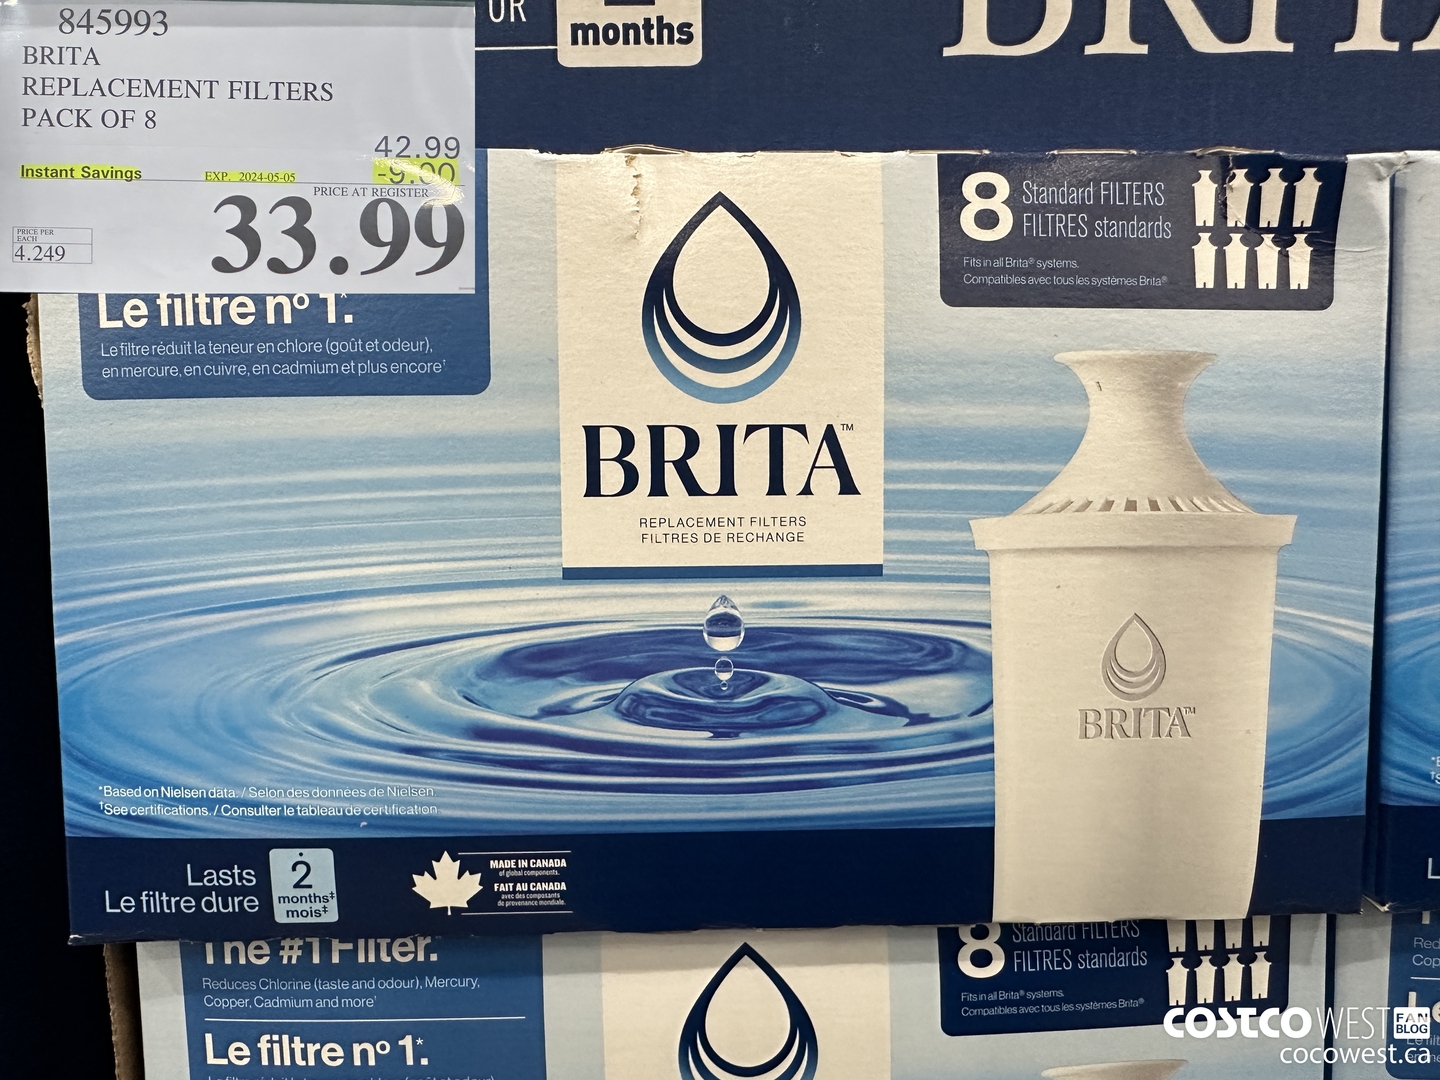 845993
BRITA
REPLACEMENT FILTERS
PACK OF 8
42.99
Instant Savings EXP. 2024-05-05 -9.00
PRICE AT REGISTER
33.99
PRICE PER
EACH
4.249
OUR
months
BRITA
Le filtre nº 1.*
Le filtre réduit la teneur en chlore (goût et odeur),
en mercure, en cuivre, en cadmium et plus encore†
BRITA™
REPLACEMENT FILTERS
FILTRES DE RECHANGE
8 Standard FILTERS
FILTRES standards
Fits in all Brita® systems.
Compatibles avec tous les systèmes Brita®
BRITA™
*Based on Nielsen data. / Selon des données de Nielsen.
†See certifications. / Consulter le tableau de certification.
Lasts
Le filtre dure
2
months‡
mois‡
MADE IN CANADA
of global components.
FAIT AU CANADA
avec des composants
de provenance mondiale.
The #1 Filter.
Reduces Chlorine (taste and odour), Mercury,
Copper, Cadmium and more†
Le filtre nº 1.*
8 Standard FILTERS
FILTRES standards
Fits in all Brita® systems.
Compatibles avec tous les systèmes Brita®
COSTCO WEST FAN BLOG
cocowest.ca